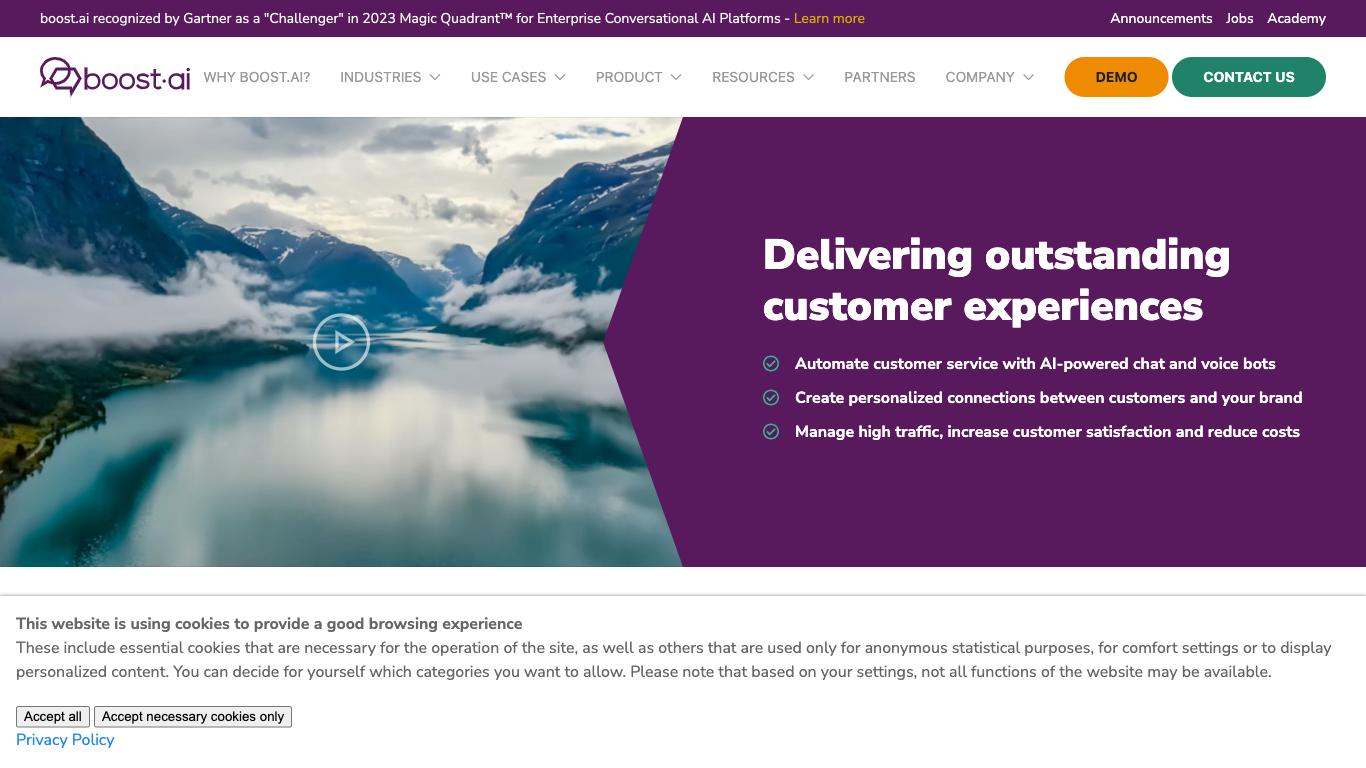 boost.ai recognized by Gartner as a "Challenger" in 2023 Magic Quadrant™ for Enterprise Conversational AI Platforms - Learn more
Announcements Jobs Academy
boost.ai
WHY BOOST.AI? INDUSTRIES USE CASES PRODUCT RESOURCES PARTNERS COMPANY DEMO CONTACT US
Delivering outstanding
customer experiences
Automate customer service with AI-powered chat and voice bots
Create personalized connections between customers and your brand
Manage high traffic, increase customer satisfaction and reduce costs
This website is using cookies to provide a good browsing experience
These include essential cookies that are necessary for the operation of the site, as well as others that are used only for anonymous statistical purposes, for comfort settings or to display
personalized content. You can decide for yourself which categories you want to allow. Please note that based on your settings, not all functions of the website may be available.
Accept all Accept necessary cookies only
Privacy Policy